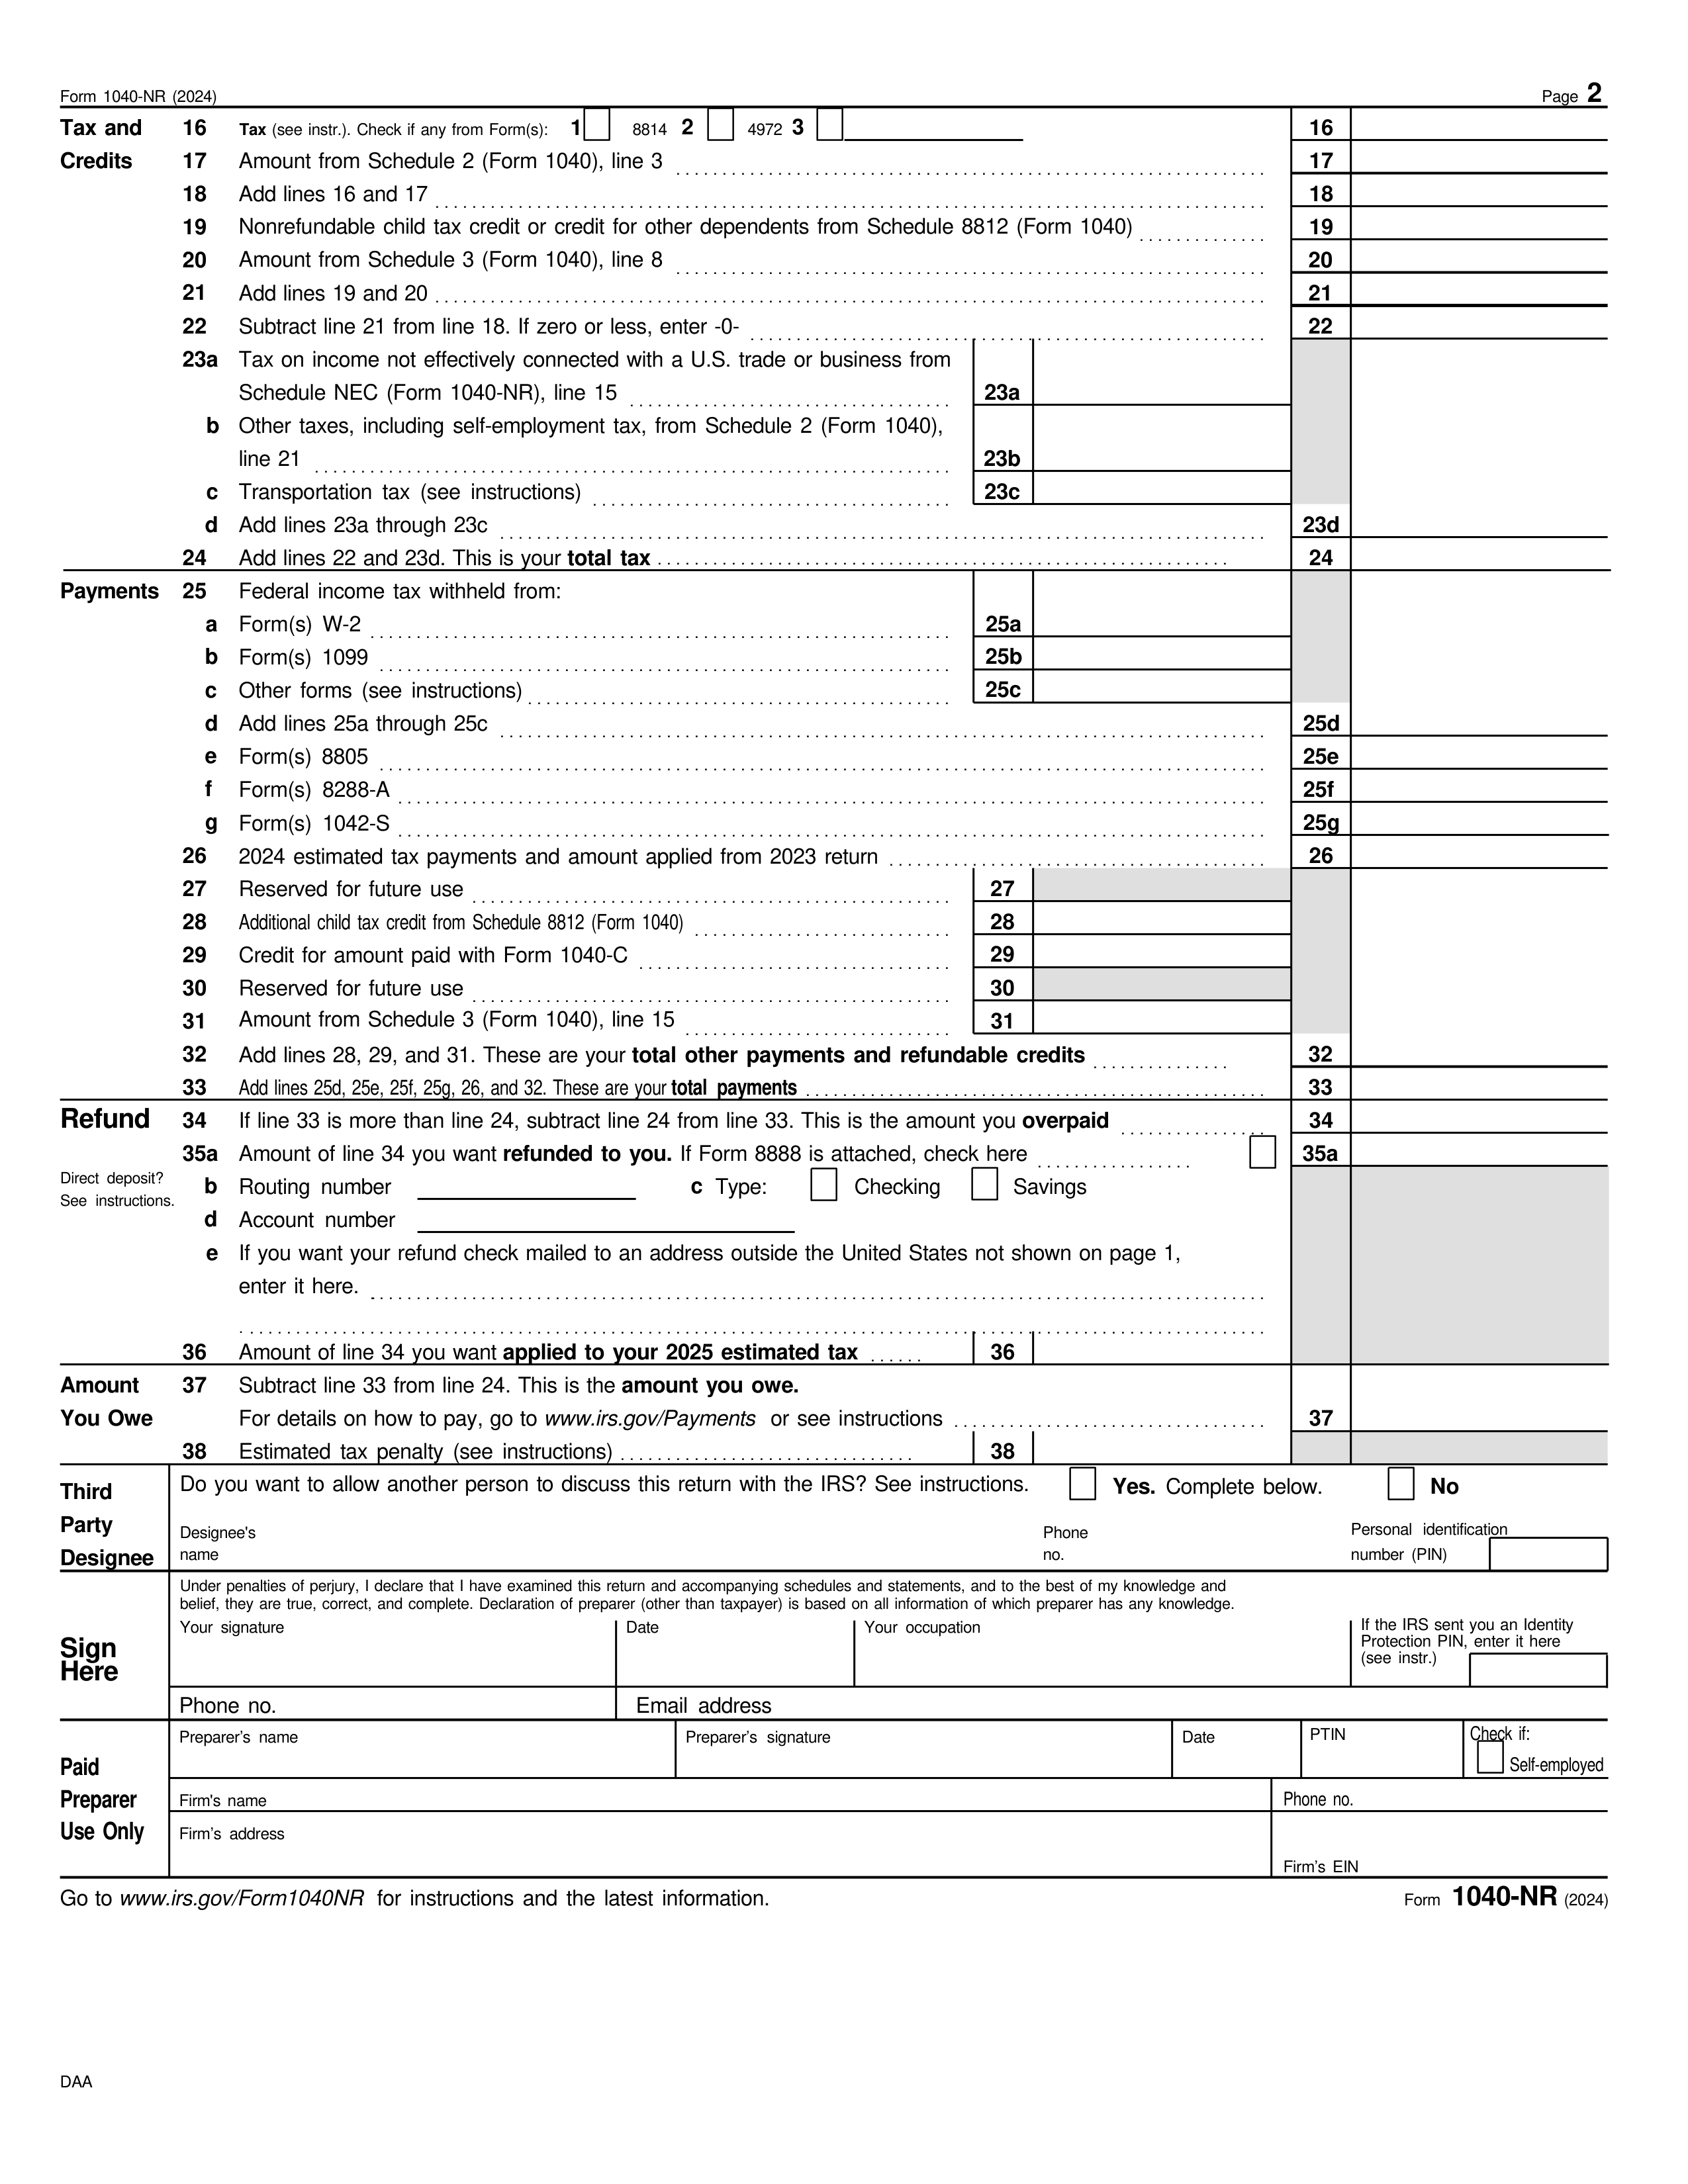 Form 1040-NR (2024) Page 2
Tax and 16 Tax (see instr.). Check if any from Form(s): 1 8814 2 4972 3 16
Credits 17 Amount from Schedule 2 (Form 1040), line 3 17
18 Add lines 16 and 17 18
19 Nonrefundable child tax credit or credit for other dependents from Schedule 8812 (Form 1040) 19
20 Amount from Schedule 3 (Form 1040), line 8 20
21 Add lines 19 and 20 21
22 Subtract line 21 from line 18. If zero or less, enter -0- 22
23a Tax on income not effectively connected with a U.S. trade or business from
Schedule NEC (Form 1040-NR), line 15 23a
b Other taxes, including self-employment tax, from Schedule 2 (Form 1040),
line 21 23b
c Transportation tax (see instructions) 23c
d Add lines 23a through 23c 23d
24 Add lines 22 and 23d. This is your total tax 24
Payments 25 Federal income tax withheld from:
a Form(s) W-2 25a
b Form(s) 1099 25b
c Other forms (see instructions) 25c
d Add lines 25a through 25c 25d
e Form(s) 8805 25e
f Form(s) 8288-A 25f
g Form(s) 1042-S 25g
26 2024 estimated tax payments and amount applied from 2023 return 26
27 Reserved for future use 27
28 Additional child tax credit from Schedule 8812 (Form 1040) 28
29 Credit for amount paid with Form 1040-C 29
30 Reserved for future use 30
31 Amount from Schedule 3 (Form 1040), line 15 31
32 Add lines 28, 29, and 31. These are your total other payments and refundable credits 32
33 Add lines 25d, 25e, 25f, 25g, 26, and 32. These are your total payments 33
Refund 34 If line 33 is more than line 24, subtract line 24 from line 33. This is the amount you overpaid 34
35a Amount of line 34 you want refunded to you. If Form 8888 is attached, check here 35a
Direct deposit?
See instructions.
b Routing number c Type: Checking Savings
d Account number
e If you want your refund check mailed to an address outside the United States not shown on page 1,
enter it here.
36 Amount of line 34 you want applied to your 2025 estimated tax 36
Amount 37 Subtract line 33 from line 24. This is the amount you owe.
You Owe For details on how to pay, go to www.irs.gov/Payments or see instructions 37
38 Estimated tax penalty (see instructions) 38
Third
Party
Designee
Do you want to allow another person to discuss this return with the IRS? See instructions. Yes. Complete below. No
Designee's
name
Phone
no.
Personal identification
number (PIN)
Sign
Here
Under penalties of perjury, I declare that I have examined this return and accompanying schedules and statements, and to the best of my knowledge and
belief, they are true, correct, and complete. Declaration of preparer (other than taxpayer) is based on all information of which preparer has any knowledge.
Your signature Date Your occupation
If the IRS sent you an Identity
Protection PIN, enter it here
(see instr.)
Phone no. Email address
Paid
Preparer
Use Only
Preparer's name Preparer's signature Date PTIN Check if:
Self-employed
Firm's name Phone no.
Firm's address
Firm's EIN
Go to www.irs.gov/Form1040NR for instructions and the latest information. Form 1040-NR (2024)
DAA